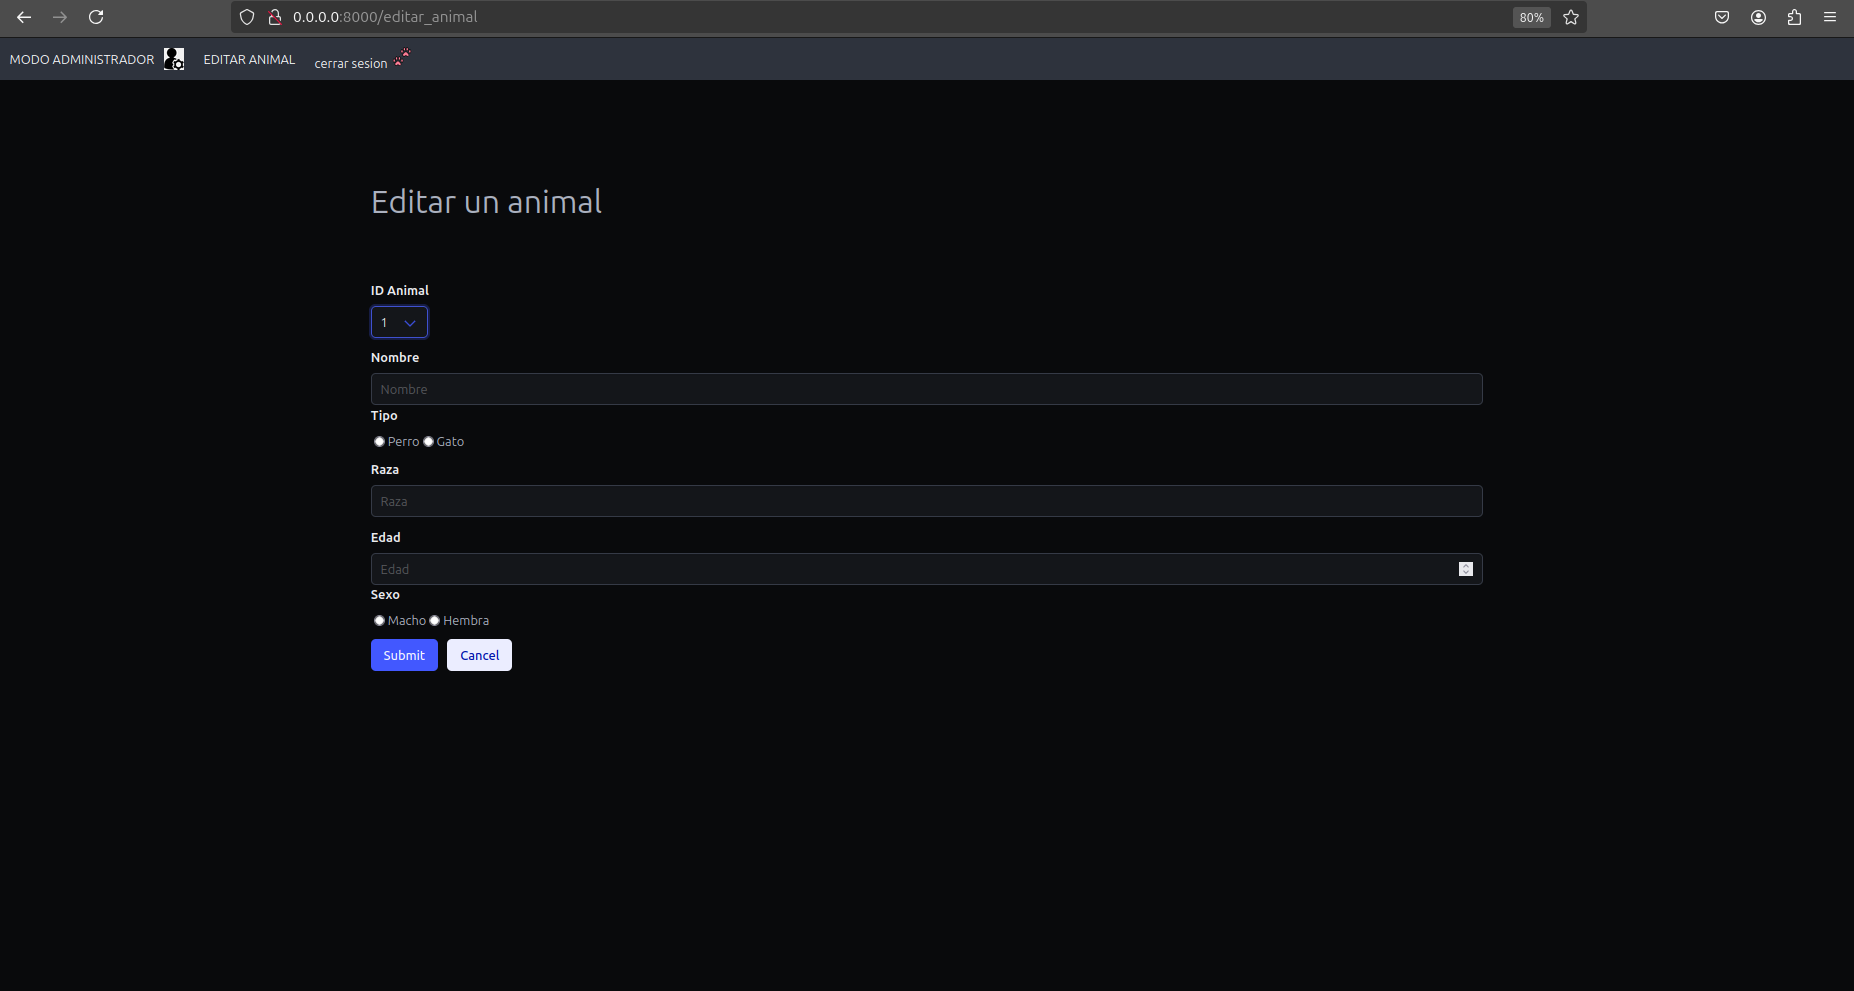 0.0.0.0:8000/editar_animal 80%
MODO ADMINISTRADOR EDITAR ANIMAL cerrar sesion
Editar un animal
ID Animal
1
Nombre
Nombre
Tipo
Perro Gato
Raza
Raza
Edad
Edad
Sexo
Macho Hembra
Submit Cancel